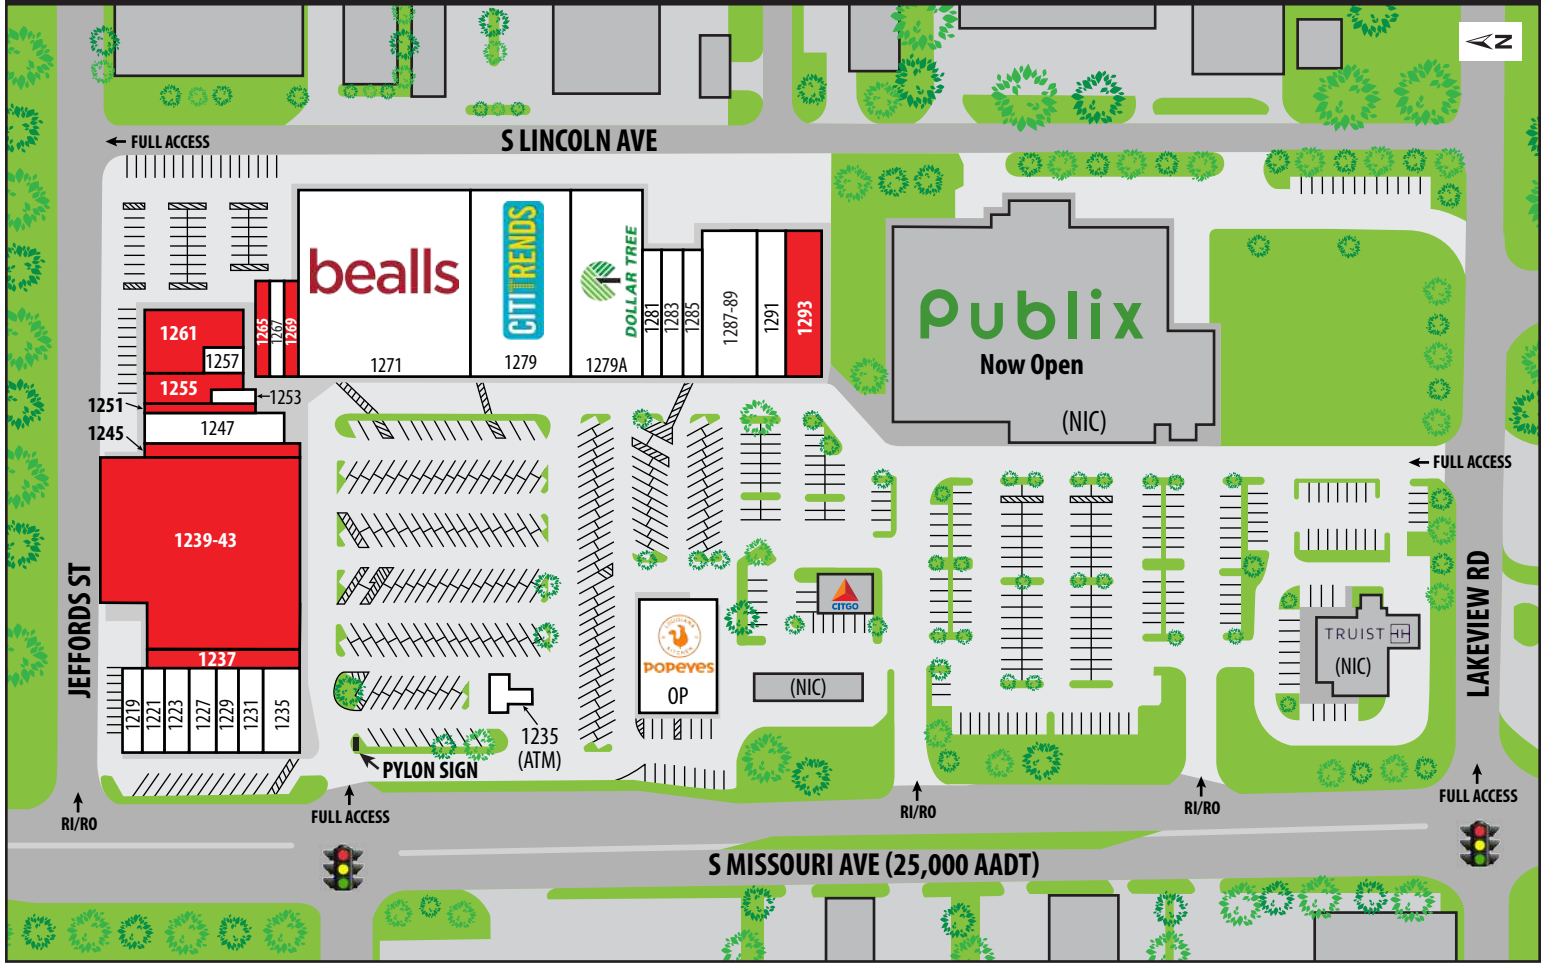 N
S LINCOLN AVE
FULL ACCESS
bealls
1271
CITITRENDS
1279
DOLLAR TREE
1279A
1281
1283
1285
1287-89
1291
1293
Publix
Now Open
(NIC)
1265
1267
1269
1261
1257
1255
1253
1251
1247
1245
1239-43
1237
1219
1221
1223
1227
1229
1231
1235
JEFFORDS ST
1235
(ATM)
PYLON SIGN
LOUISIANA
KITCHEN
POPEYES
OP
CITGO
(NIC)
TRUIST
(NIC)
FULL ACCESS
LAKEVIEW RD
RI/RO
FULL ACCESS
RI/RO
RI/RO
FULL ACCESS
S MISSOURI AVE (25,000 AADT)